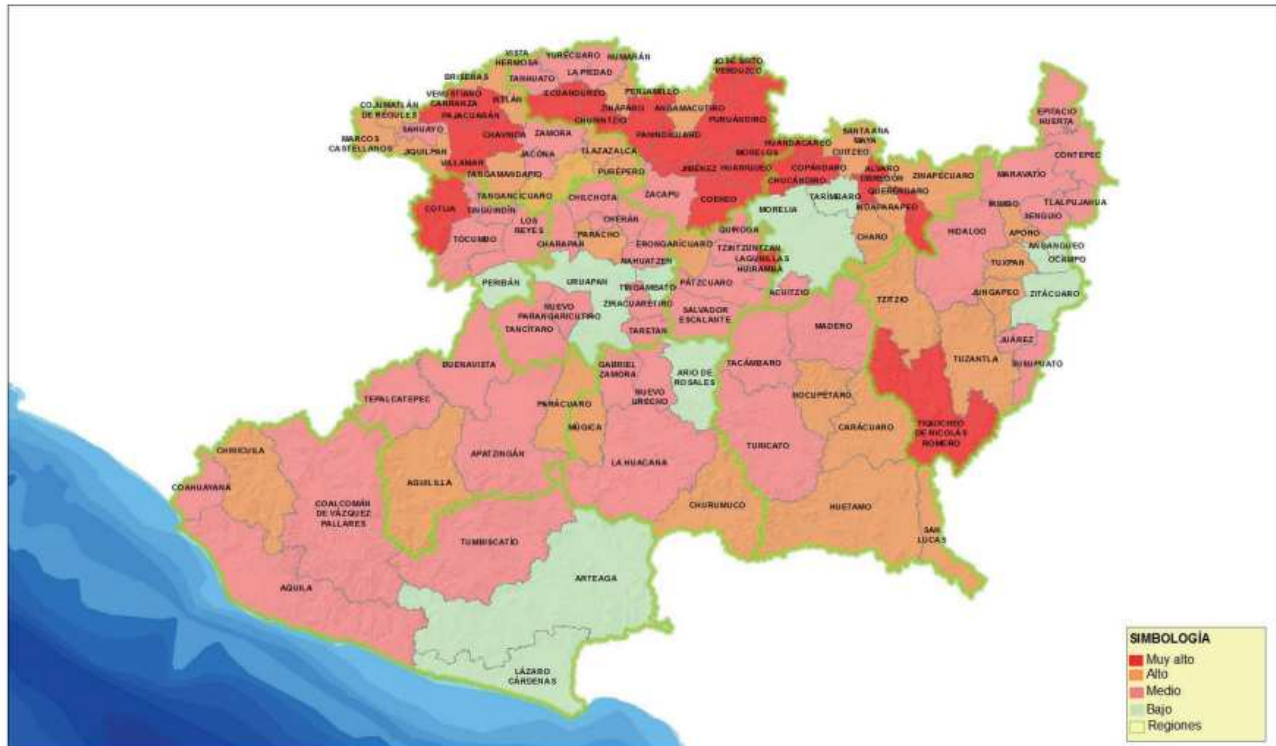 VISTA
HERMOSA
YURÉCUARO
NUMARÁN
BRISEÑAS
TANHUATO
LA PIEDAD
JOSÉ SIXTO
VERDUZCO
VENUSTIANO
CARRANZA
IXTLÁN
ECUANDUREO
PENJAMILLO
ZINÁPARO
ANGAMACUTIRO
COJUMATLÁN
DE RÉGULES
PAJACUARÁN
CHURINTZIO
PANINDÍCUARO
PURUÁNDIRO
EPITACIO
HUERTA
SAHUAYO
CHAVINDA
ZAMORA
MARCOS
CASTELLANOS
JIQUILPAN
VILLAMAR
JACONA
TLAZAZALCA
JIMÉNEZ
MORELOS
HUANIQUEO
HUANDACAREO
SANTA ANA
MAYA
CUITZEO
CONTEPEC
TANGAMANDAPIO
PURÉPERO
COPÁNDARO
CHUCÁNDIRO
ALVARO
OBREGÓN
ZINAPÉCUARO
MARAVATÍO
QUERÉNDARO
TANGANCÍCUARO
CHILCHOTA
ZACAPU
COENEO
TARÍMBARO
INDAPARAPEO
TLALPUJAHUA
COTIJA
TINGÜINDÍN
MORELIA
IRIMBO
SENGUIO
TOCUMBO
LOS
REYES
CHERÁN
PARACHO
CHARAPAN
ERONGARÍCUARO
NAHUATZEN
QUIROGA
TZINTZUNTZAN
LAGUNILLAS
HUIRAMBA
CHARO
HIDALGO
APORO
ANGANGUEO
OCAMPO
TUXPAN
PERIBÁN
URUAPAN
TINGAMBATO
PÁTZCUARO
ACUITZIO
TZITZIO
JUNGAPEO
ZITÁCUARO
NUEVO
PARANGARICUTIRO
ZIRACUARETIRO
SALVADOR
ESCALANTE
MADERO
TANCÍTARO
TARETAN
JUÁREZ
TUZANTLA
SUSUPUATO
BUENAVISTA
GABRIEL
ZAMORA
ARIO DE
ROSALES
TACÁMBARO
NUEVO
URECHO
NOCUPÉTARO
TEPALCATEPEC
PARÁCUARO
MÚGICA
CARÁCUARO
TIQUICHEO
DE NICOLÁS
ROMERO
TURICATO
APATZINGÁN
LA HUACANA
CHINICUILA
AGUILILLA
CHURUMUCO
HUETAMO
COAHUAYANA
COALCOMÁN
DE VÁZQUEZ
PALLARES
SAN
LUCAS
TUMBISCATÍO
AQUILA
ARTEAGA
LÁZARO
CÁRDENAS
SIMBOLOGÍA
Muy alto
Alto
Medio
Bajo
Regiones